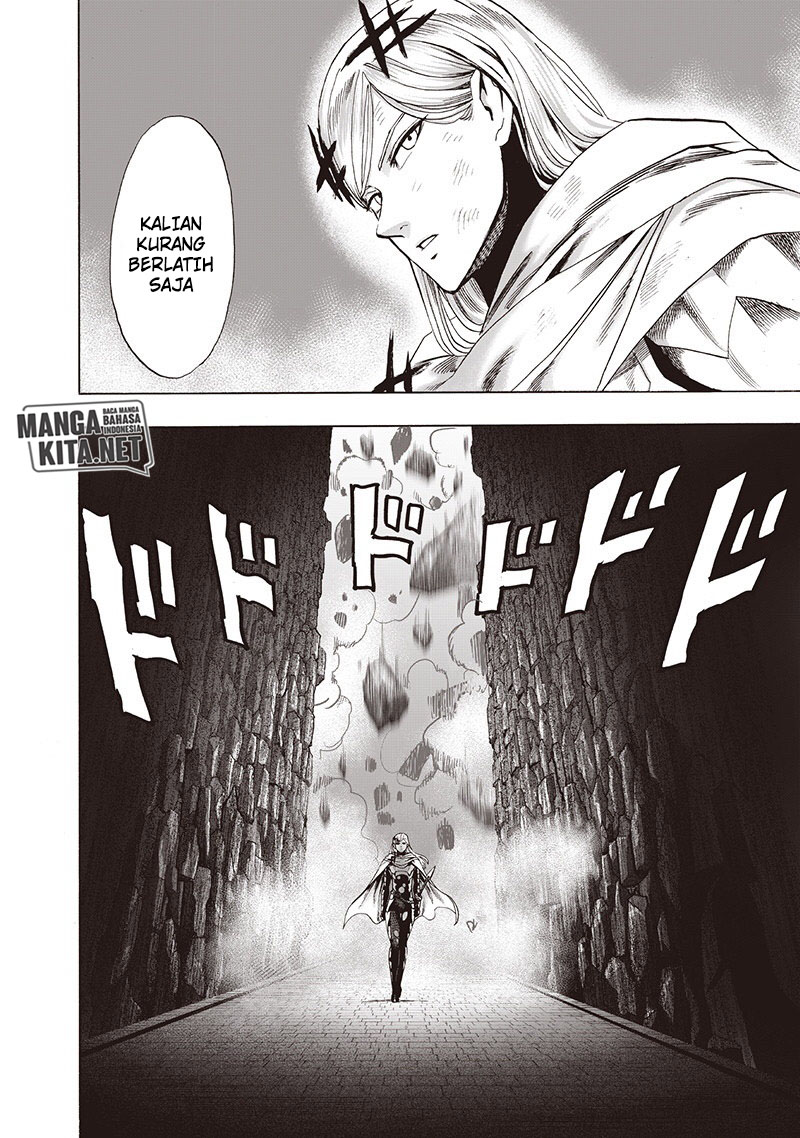 KALIAN
KURANG
BERLATIH
SAJA
MANGA BACA MANGA
BAHASA
INDONESIA
KITA.NET
ド ド ド ド ド ド